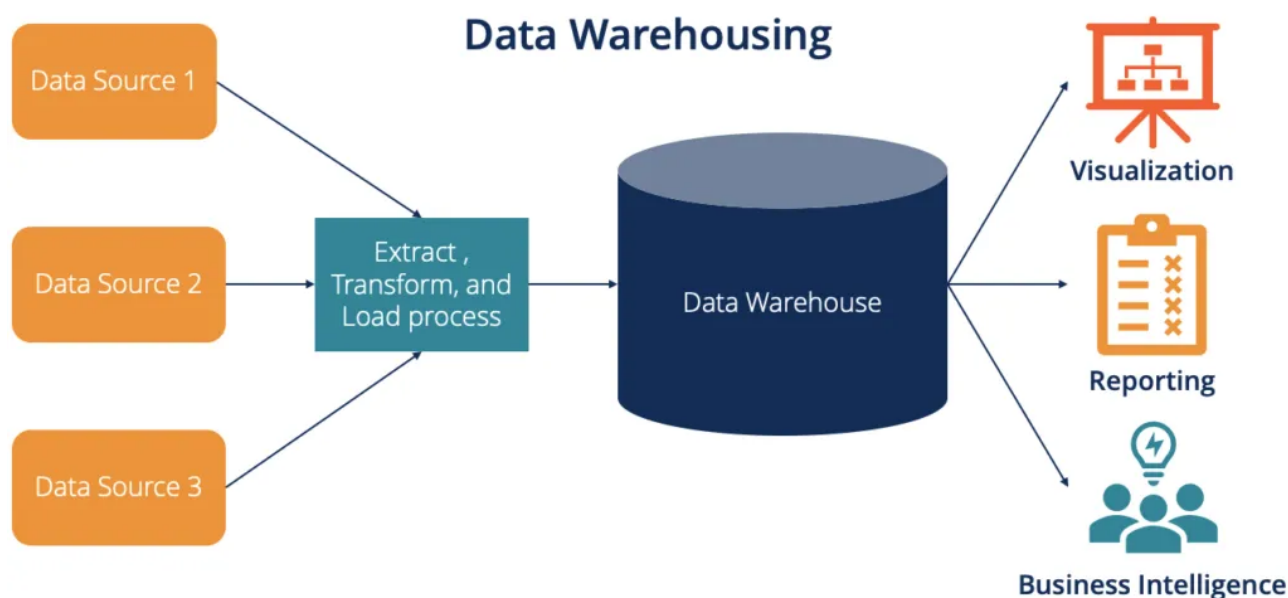 Data Warehousing
Data Source 1
Data Source 2
Data Source 3
Extract ,
Transform, and
Load process
Data Warehouse
Visualization
Reporting
Business Intelligence